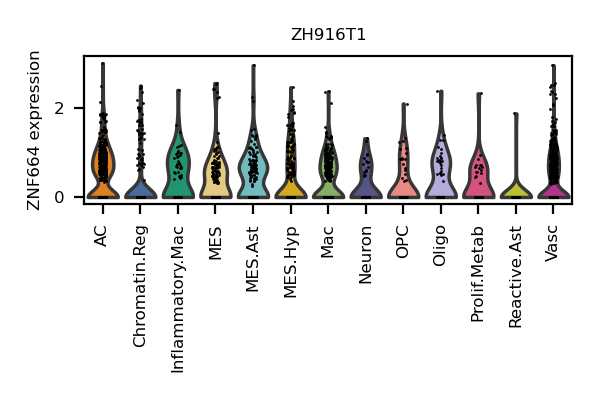 ZH916T1
ZNF664 expression
2
0
AC
Chromatin.Reg
Inflammatory.Mac
MES
MES.Ast
MES.Hyp
Mac
Neuron
OPC
Oligo
Prolif.Metab
Reactive.Ast
Vasc